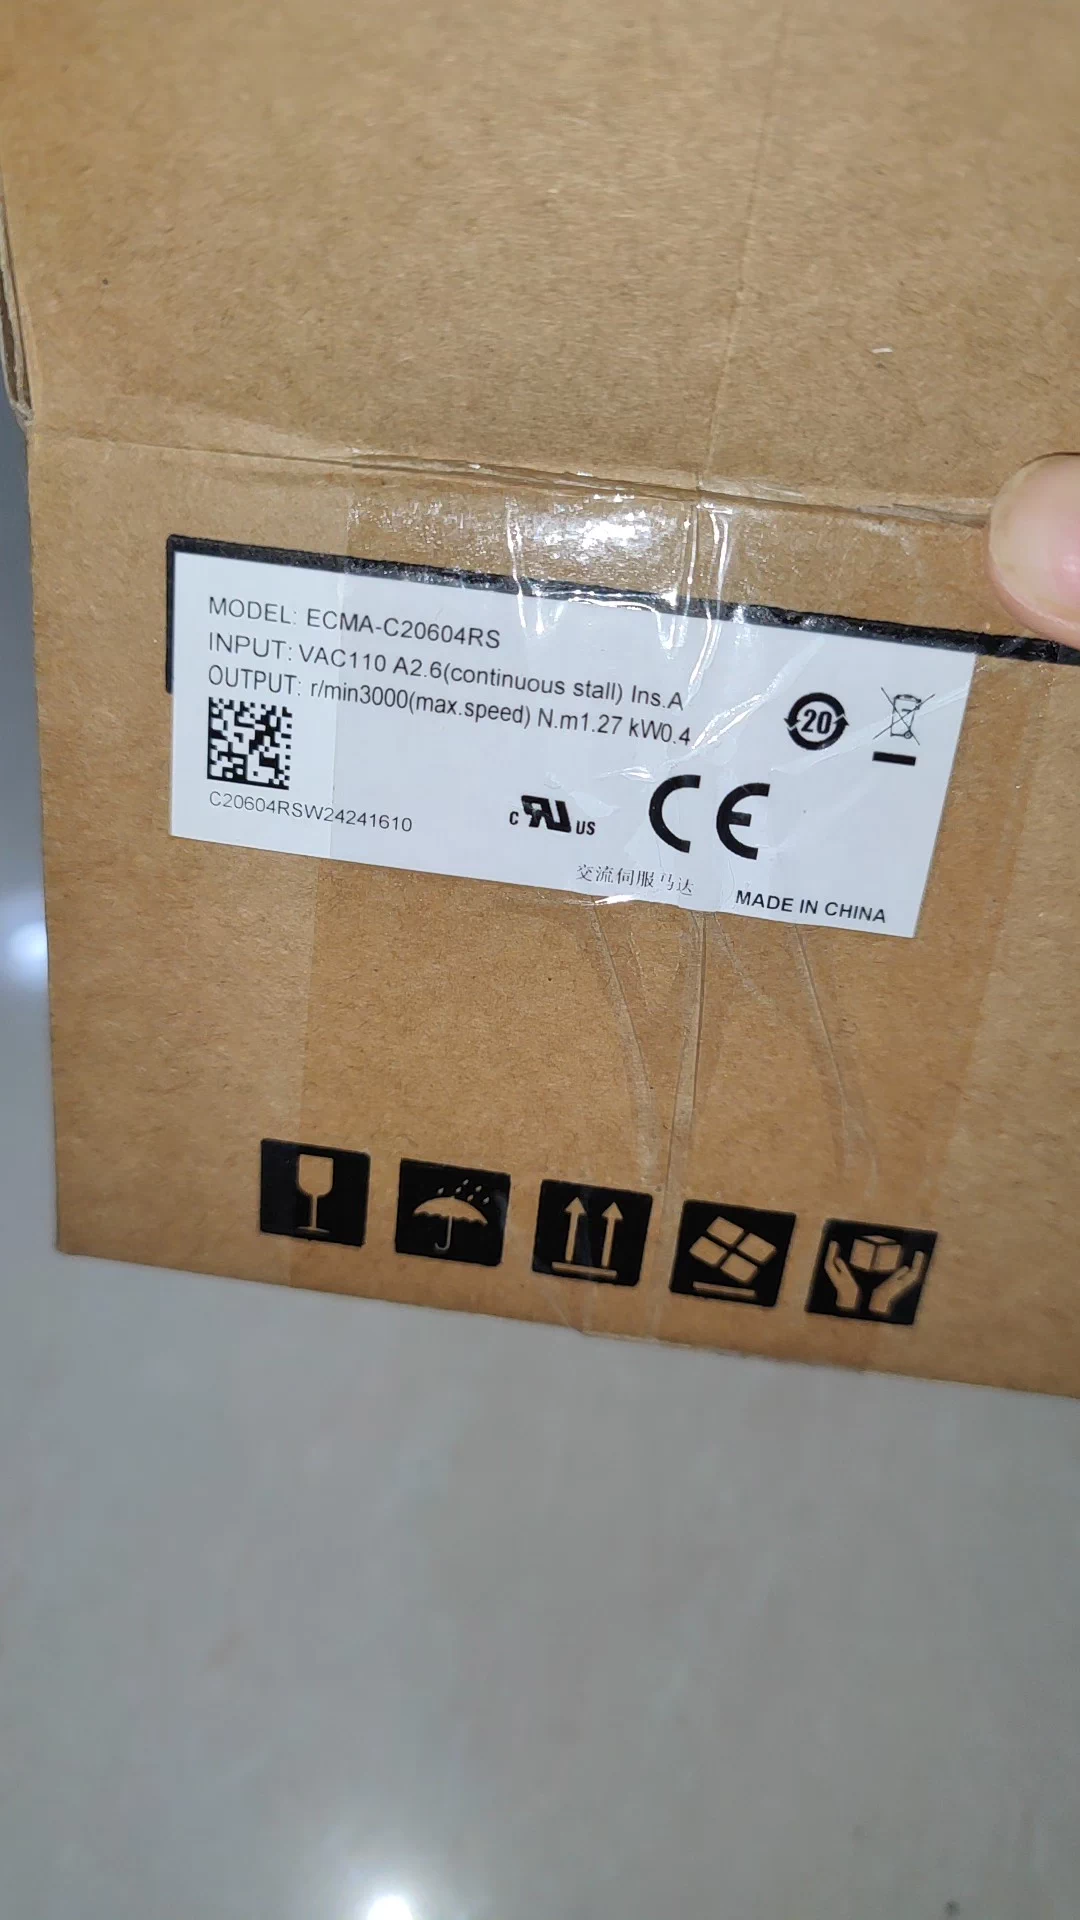 MODEL: ECMA-C20604RS
INPUT: VAC110 A2.6(continuous stall) Ins.A
OUTPUT: r/min3000(max.speed) N.m1.27 kW0.4
20
C20604RSW24241610
c RU US
CE
交流伺服马达
MADE IN CHINA